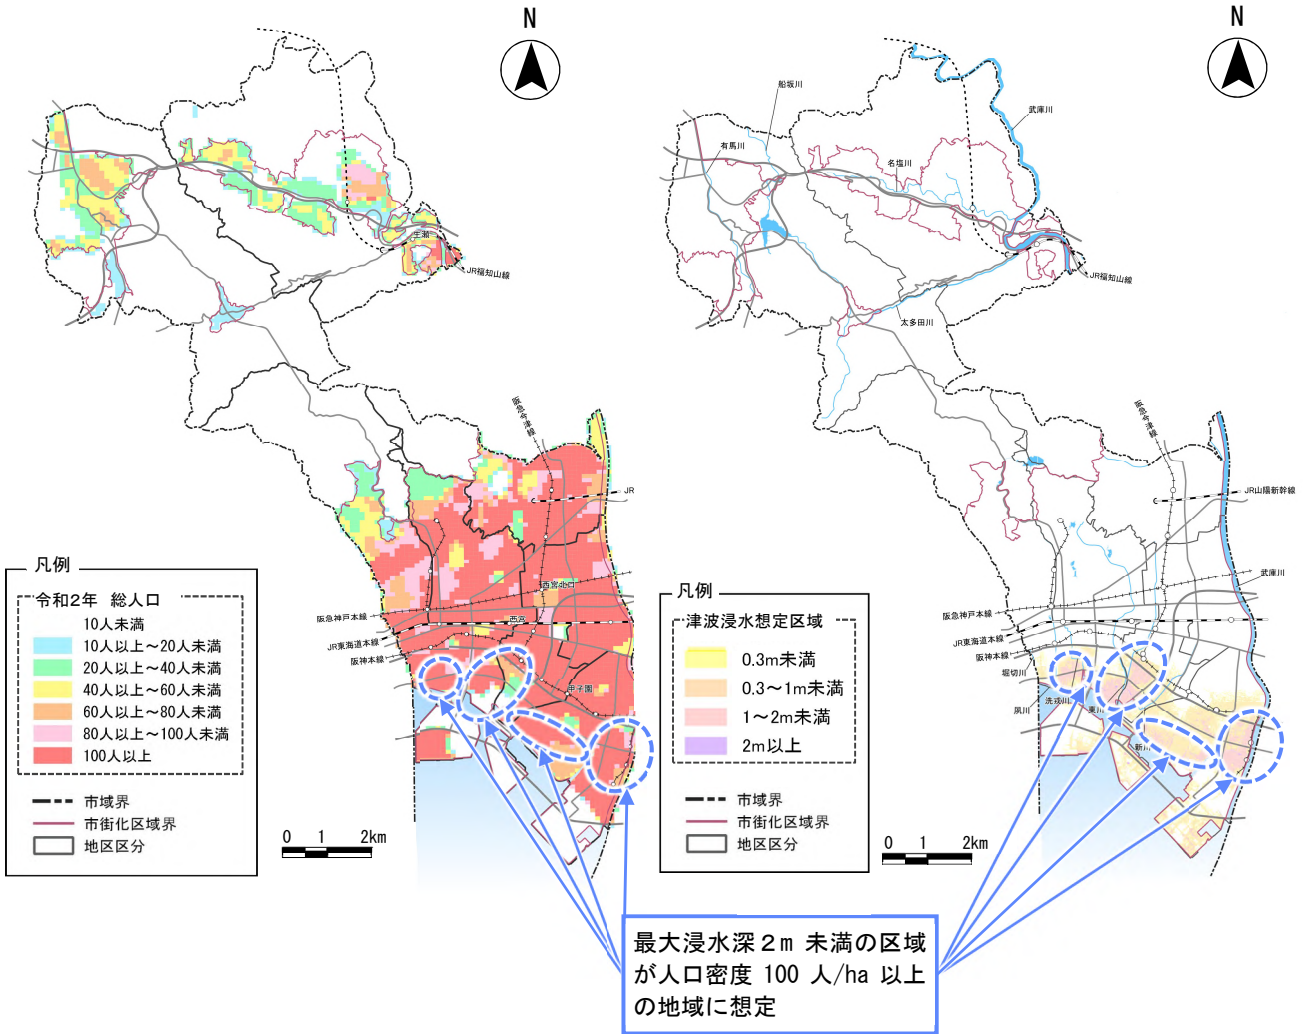 N
生瀬
JR福知山線
阪急今津線
JR
西宮北口
阪急神戸本線
西宮
JR東海道本線
阪神本線
甲子園
凡例
令和2年 総人口
10人未満
10人以上～20人未満
20人以上～40人未満
40人以上～60人未満
60人以上～80人未満
80人以上～100人未満
100人以上
市域界
市街化区域界
地区区分
0 1 2km
N
船坂川
武庫川
有馬川
名塩川
JR福知山線
太多田川
阪急今津線
JR山陽新幹線
武庫川
阪急神戸本線
JR東海道本線
阪神本線
堀切川
夙川
洗戎川
東川
新川
凡例
津波浸水想定区域
0.3m未満
0.3～1m未満
1～2m未満
2m以上
市域界
市街化区域界
地区区分
0 1 2km
最大浸水深2m 未満の区域
が人口密度 100 人/ha 以上
の地域に想定